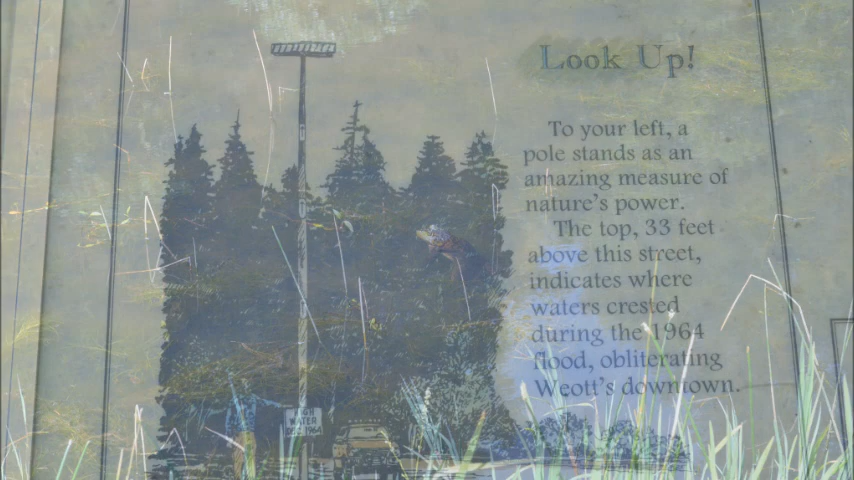 Look Up!
To your left, a
pole stands as an
amazing measure of
nature's power.
The top, 33 feet
above this street,
indicates where
waters crested
during the 1964
flood, obliterating
Weott's downtown.
HIGH
WATER
DEC 1964